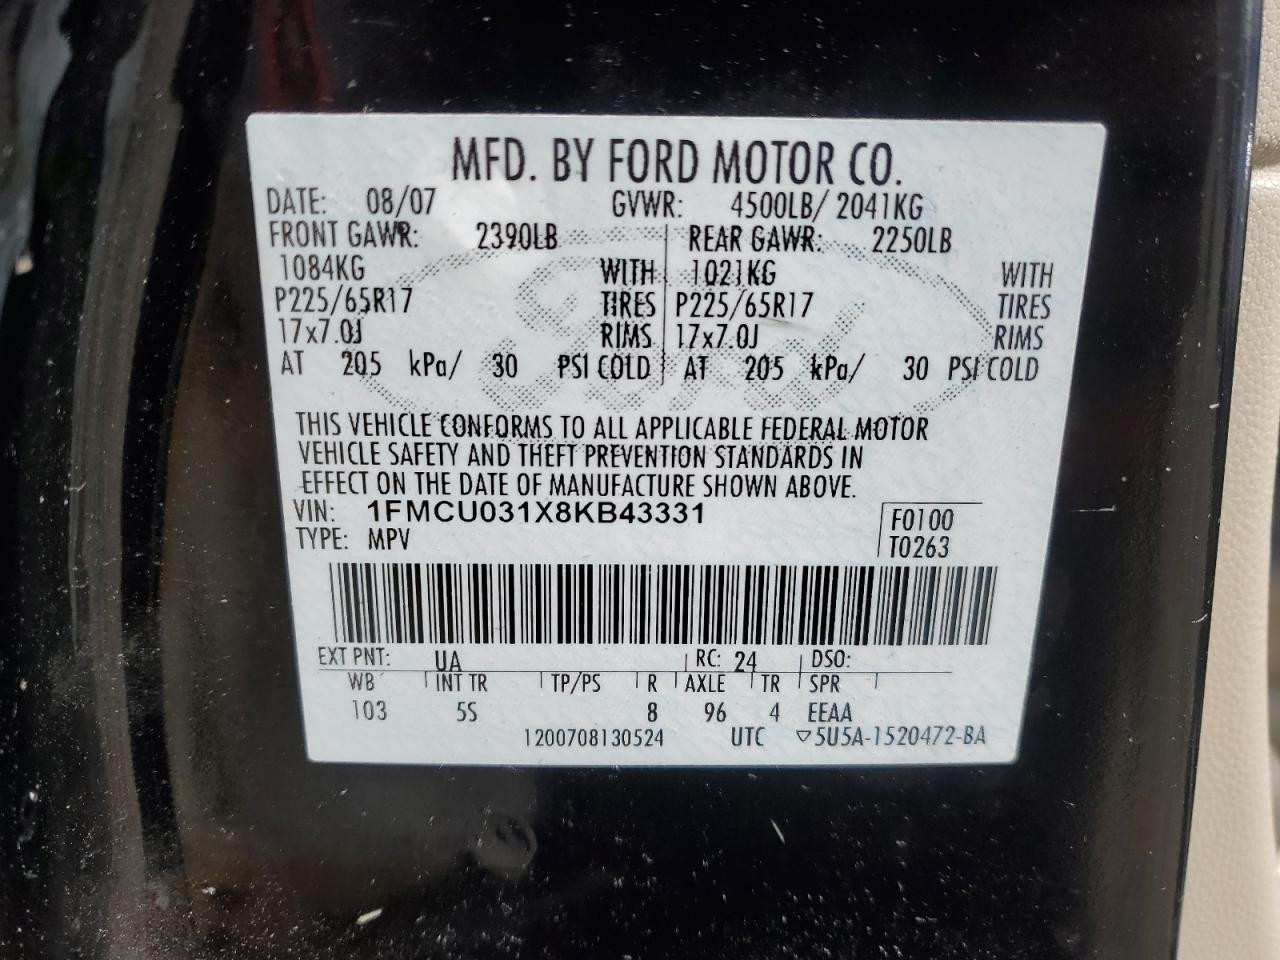 MFD. BY FORD MOTOR CO.
DATE: 08/07 GVWR: 4500LB/ 2041KG
FRONT GAWR: 2390LB REAR GAWR: 2250LB
1084KG WITH 1021KG WITH
P225/65R17 TIRES P225/65R17 TIRES
17x7.0J RIMS 17x7.0J RIMS
AT 205 kPa/ 30 PSI COLD AT 205 kPa/ 30 PSI COLD
THIS VEHICLE CONFORMS TO ALL APPLICABLE FEDERAL MOTOR
VEHICLE SAFETY AND THEFT PREVENTION STANDARDS IN
EFFECT ON THE DATE OF MANUFACTURE SHOWN ABOVE.
VIN: 1FMCU031X8KB43331 F0100
TYPE: MPV T0263
EXT PNT: UA RC: 24 DSO:
WB INT TR TP/PS R AXLE TR SPR
103 5S 8 96 4 EEAA
1200708130524 UTC ▽5U5A-1520472-BA
Ford